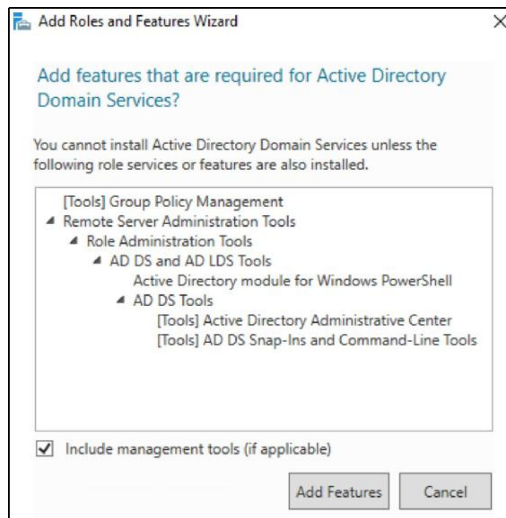 Add Roles and Features Wizard
Add features that are required for Active Directory
Domain Services?
You cannot install Active Directory Domain Services unless the
following role services or features are also installed.
[Tools] Group Policy Management
Remote Server Administration Tools
Role Administration Tools
AD DS and AD LDS Tools
Active Directory module for Windows PowerShell
AD DS Tools
[Tools] Active Directory Administrative Center
[Tools] AD DS Snap-Ins and Command-Line Tools
Include management tools (if applicable)
Add Features Cancel